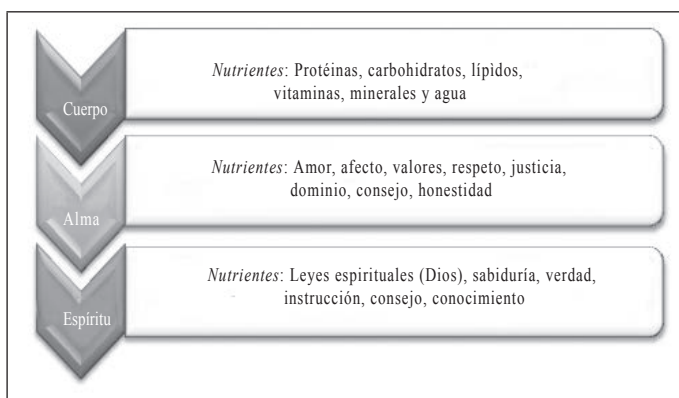 Cuerpo
Nutrientes: Protéinas, carbohidratos, lípìdos,
vitaminas, minerales y agua
Alma
Nutrientes: Amor, afecto, valores, respeto, justicia,
dominio, consejo, honestidad
Espíritu
Nutrientes: Leyes espirituales (Dios), sabiduría, verdad,
instrucción, consejo, conocimiento